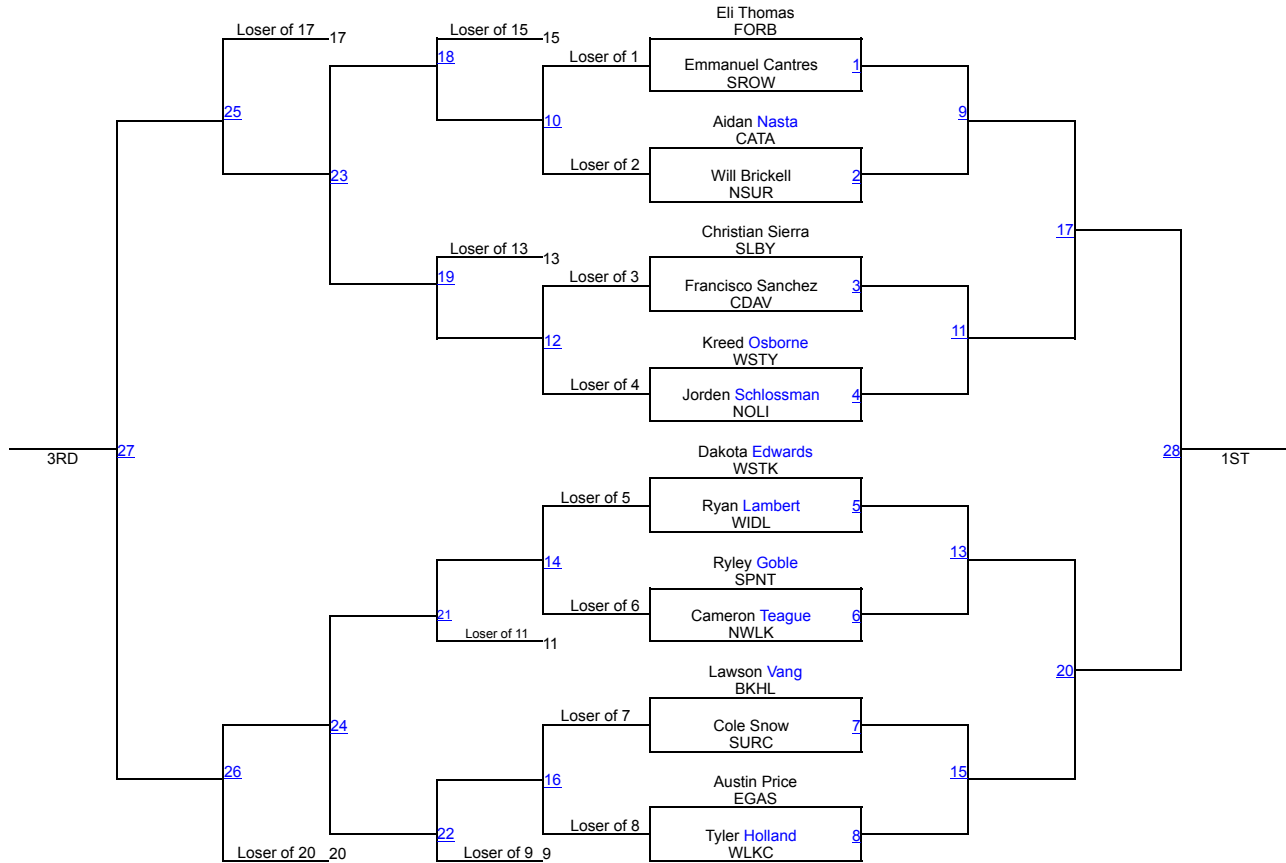 Eli Thomas
FORB
Loser of 17 17
Loser of 15 15
18
Loser of 1
Emmanuel Cantres 1
SROW
25
10
9
Aidan Nasta
CATA
Loser of 2
Will Brickell 2
NSUR
23
Christian Sierra
SLBY
17
Loser of 13 13
19
Loser of 3
Francisco Sanchez 3
CDAV
12
11
Kreed Osborne
WSTY
Loser of 4
Jorden Schlossman 4
NOLI
3RD
27
Dakota Edwards
WSTK
28
1ST
Loser of 5
Ryan Lambert 5
WIDL
14
13
Ryley Goble
SPNT
21
Loser of 6
Cameron Teague 6
NWLK
Loser of 11 11
Lawson Vang
BKHL
20
24
Loser of 7
Cole Snow 7
SURC
26
16
15
Austin Price
EGAS
22
Loser of 8
Tyler Holland 8
WLKC
Loser of 20 20
Loser of 9 9